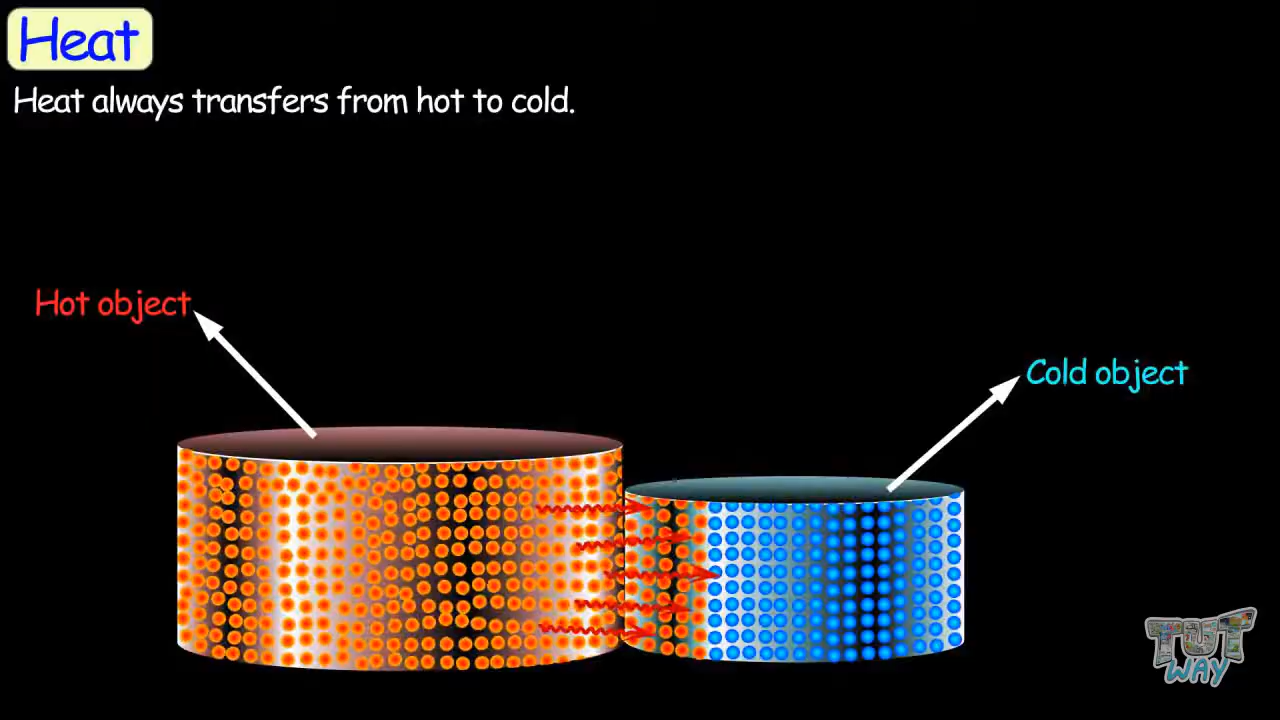 Heat
Heat always transfers from hot to cold.
Hot object
Cold object
TUT
WAY